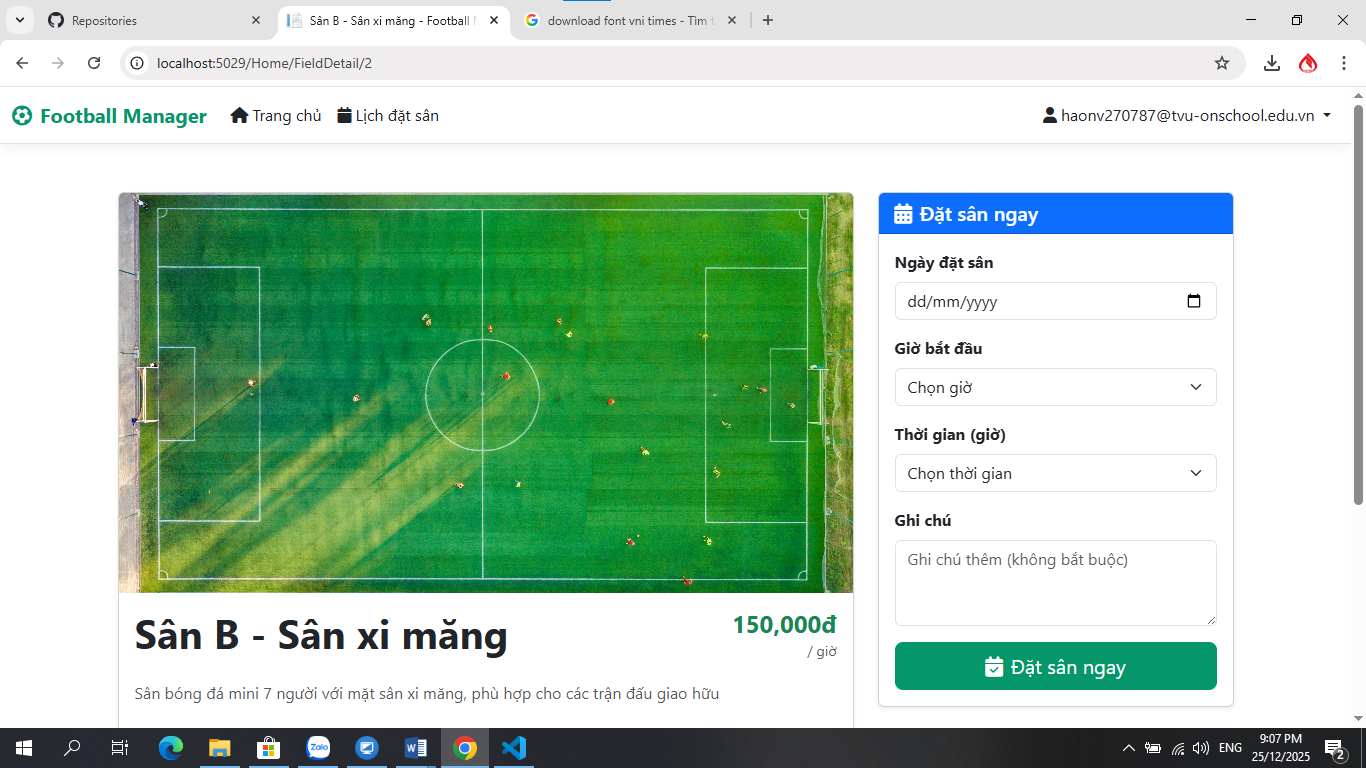 Repositories
Sân B - Sân xi măng - Football
download font vni times - Tìm
localhost:5029/Home/FieldDetail/2
Football Manager
Trang chủ
Lịch đặt sân
haonv270787@tvu-onschool.edu.vn
Đặt sân ngay
Ngày đặt sân
dd/mm/yyyy
Giờ bắt đầu
Chọn giờ
Thời gian (giờ)
Chọn thời gian
Ghi chú
Ghi chú thêm (không bắt buộc)
Đặt sân ngay
Sân B - Sân xi măng
150,000đ
/ giờ
Sân bóng đá mini 7 người với mặt sân xi măng, phù hợp cho các trận đấu giao hữu
Zalo
ENG
9:07 PM
25/12/2025
2